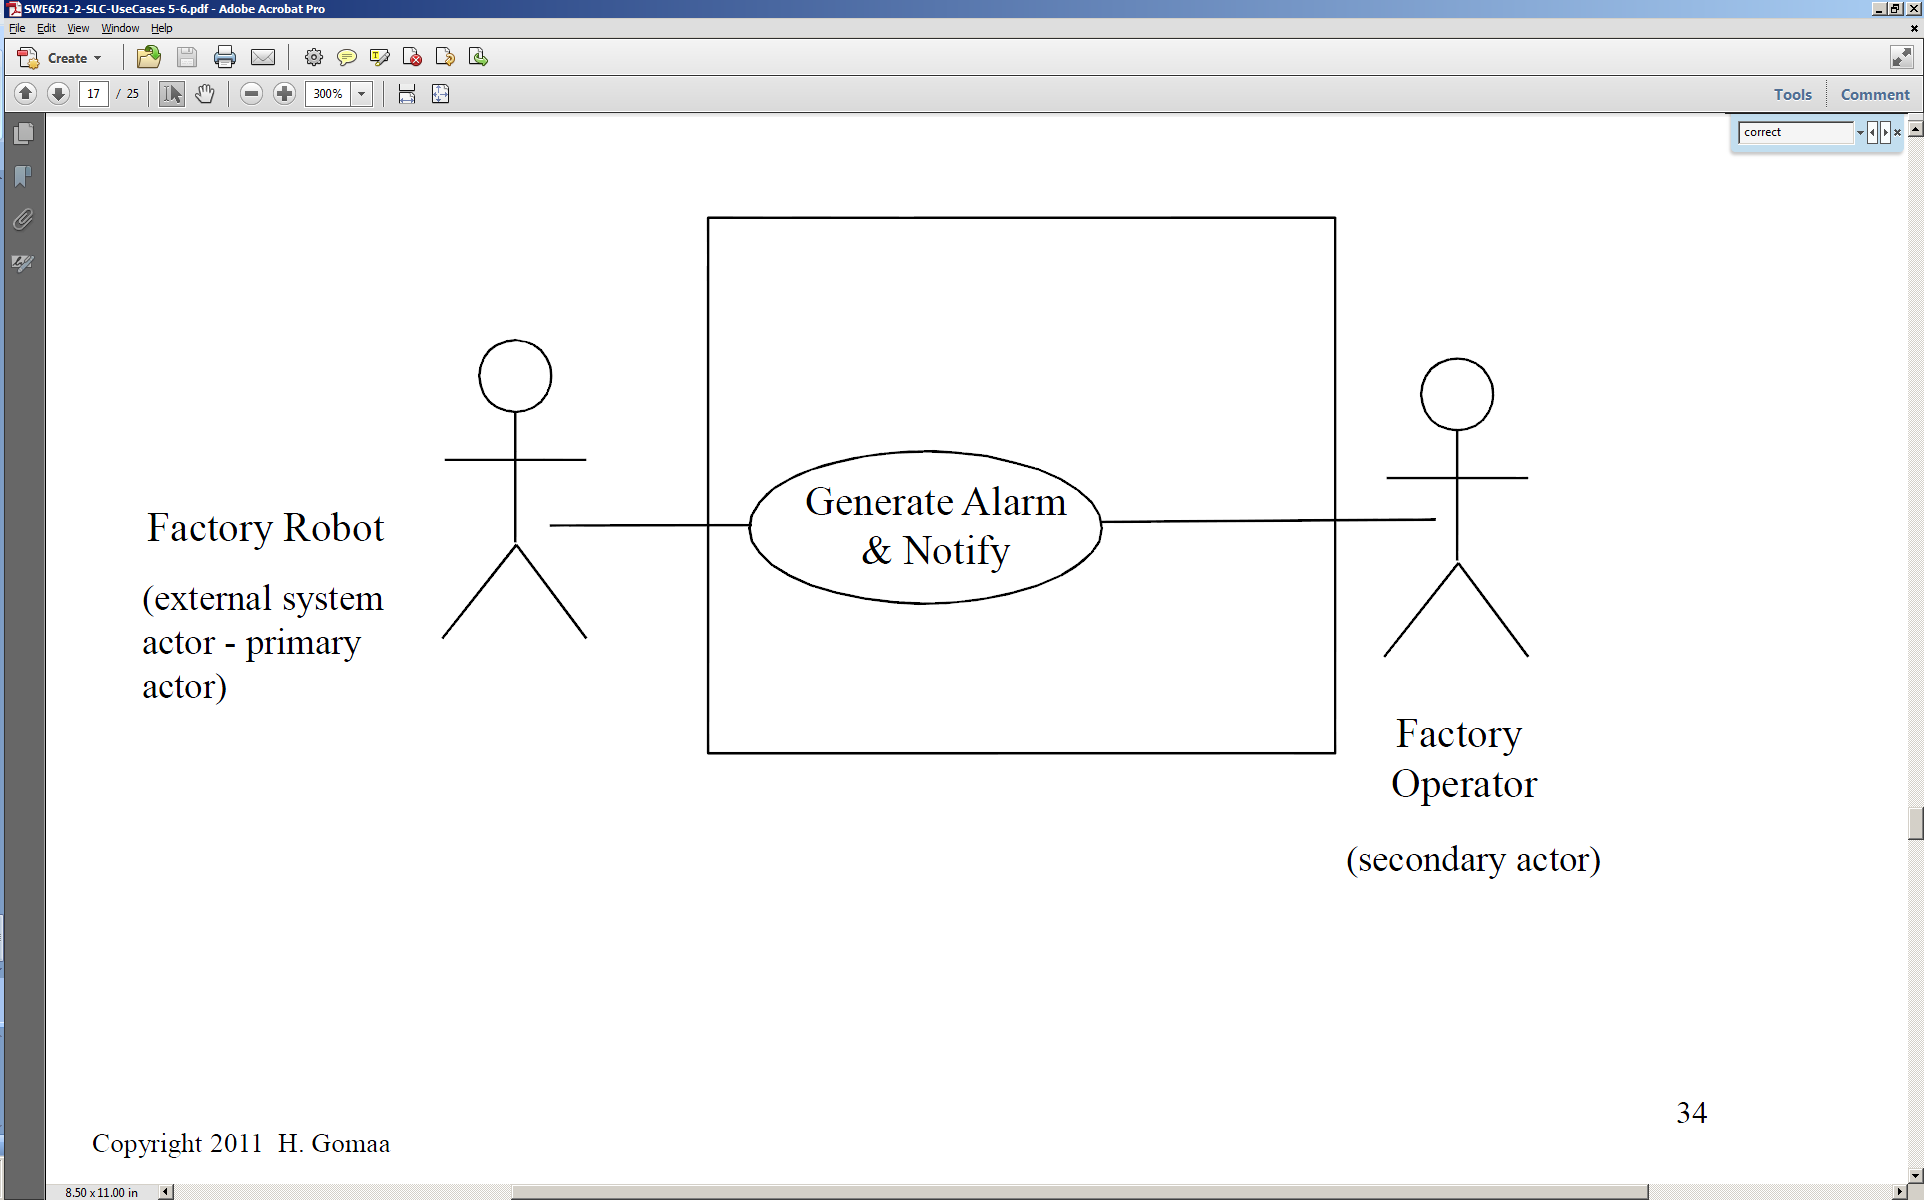 SWE621-2-SLC-UseCases 5-6.pdf - Adobe Acrobat Pro
File Edit View Window Help
Create
17 / 25 300% Tools Comment
correct
Generate Alarm
& Notify
Factory Robot
(external system
actor - primary
actor)
Factory
Operator
(secondary actor)
34
Copyright 2011 H. Gomaa
8.50 x 11.00 in